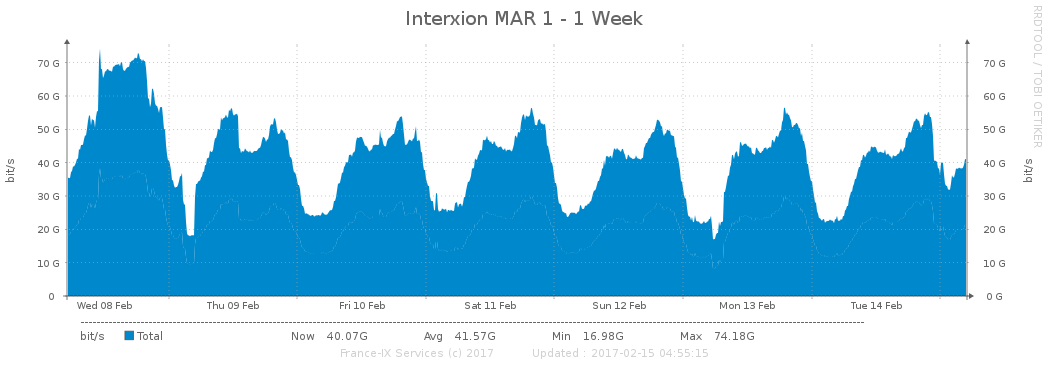 Interxion MAR 1 - 1 Week
RRDTOOL / TOBI OETIKER
bit/s
70 G 70 G
60 G 60 G
50 G 50 G
40 G 40 G
30 G 30 G
20 G 20 G
10 G 10 G
0 0 G
bit/s
Wed 08 Feb Thu 09 Feb Fri 10 Feb Sat 11 Feb Sun 12 Feb Mon 13 Feb Tue 14 Feb
bit/s Total Now 40.07G Avg 41.57G Min 16.98G Max 74.18G
France-IX Services (c) 2017 Updated : 2017-02-15 04:55:15